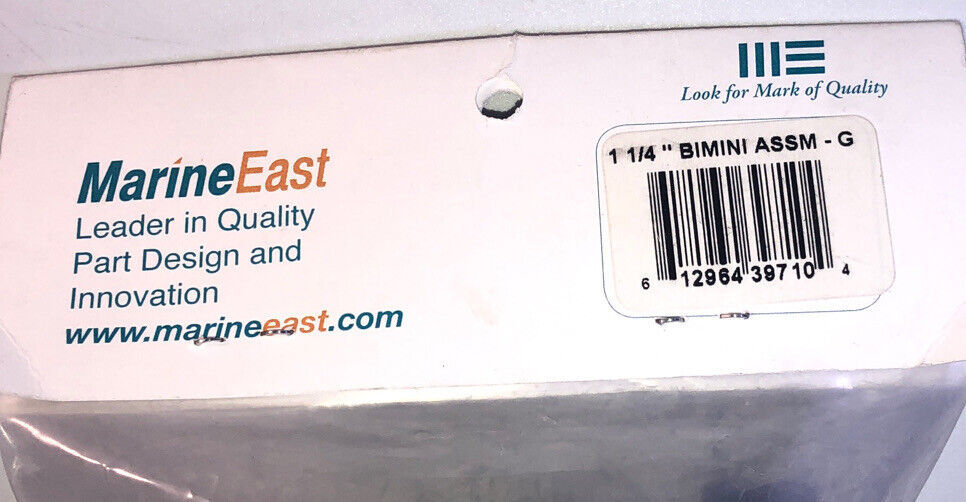 MarineEast
Leader in Quality
Part Design and
Innovation
www.marineeast.com
ME
Look for Mark of Quality
1 1/4 " BIMINI ASSM - G
6 12964 39710 4